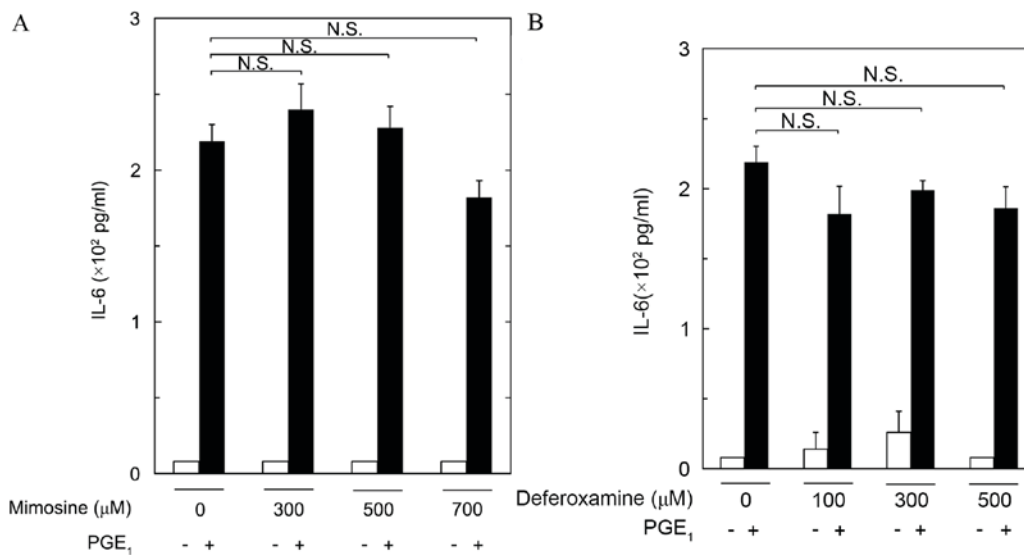 A
3
N.S.
N.S.
N.S.
2
1
0
IL-6 (×10² pg/ml)
Mimosine (μM) 0 300 500 700
PGE₁ - + - + - + - +
B
3
N.S.
N.S.
N.S.
2
1
0
IL-6(×10² pg/ml)
Deferoxamine (μM) 0 100 300 500
PGE₁ - + - + - + - +